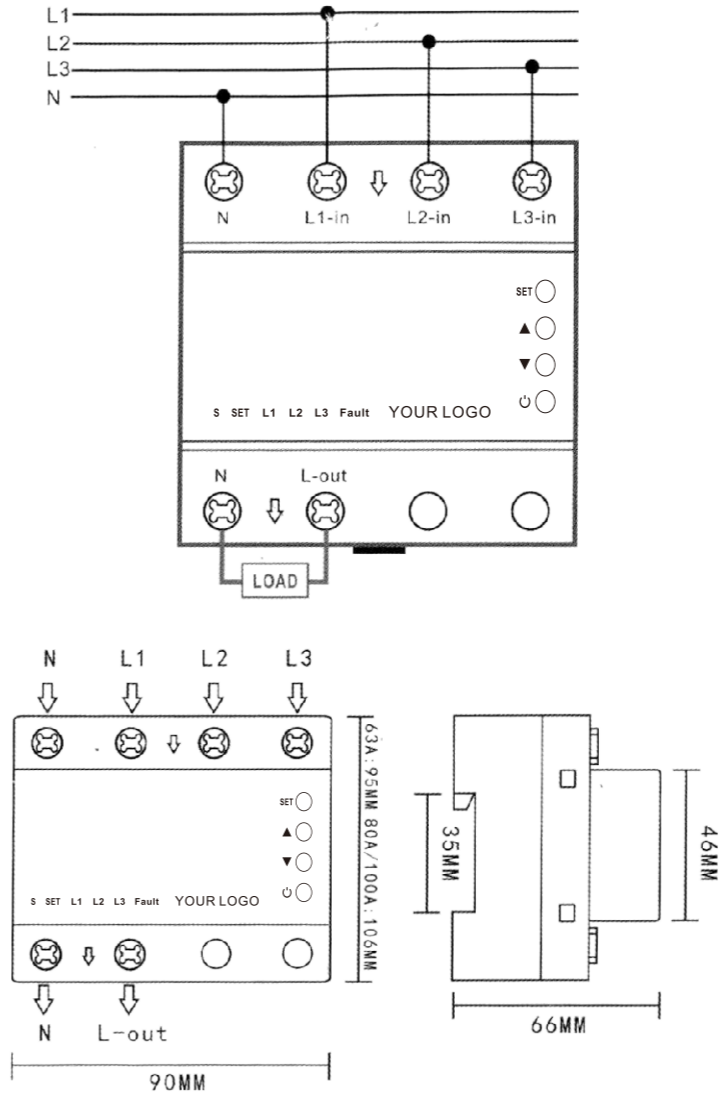 L1
L2
L3
N
N L1-in L2-in L3-in
SET
▲
▼
S SET L1 L2 L3 Fault YOUR LOGO
N L-out
LOAD
N L1 L2 L3
SET
▲
▼
S SET L1 L2 L3 Fault YOUR LOGO
63A:95MM 80A/100A:106MM
N L-out
90MM
35MM
46MM
66MM